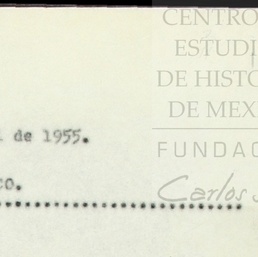 CENTRO
ESTUDI
DE HISTO
DE MEX
FUNDAC
Carlos S
l de 1955.
co.